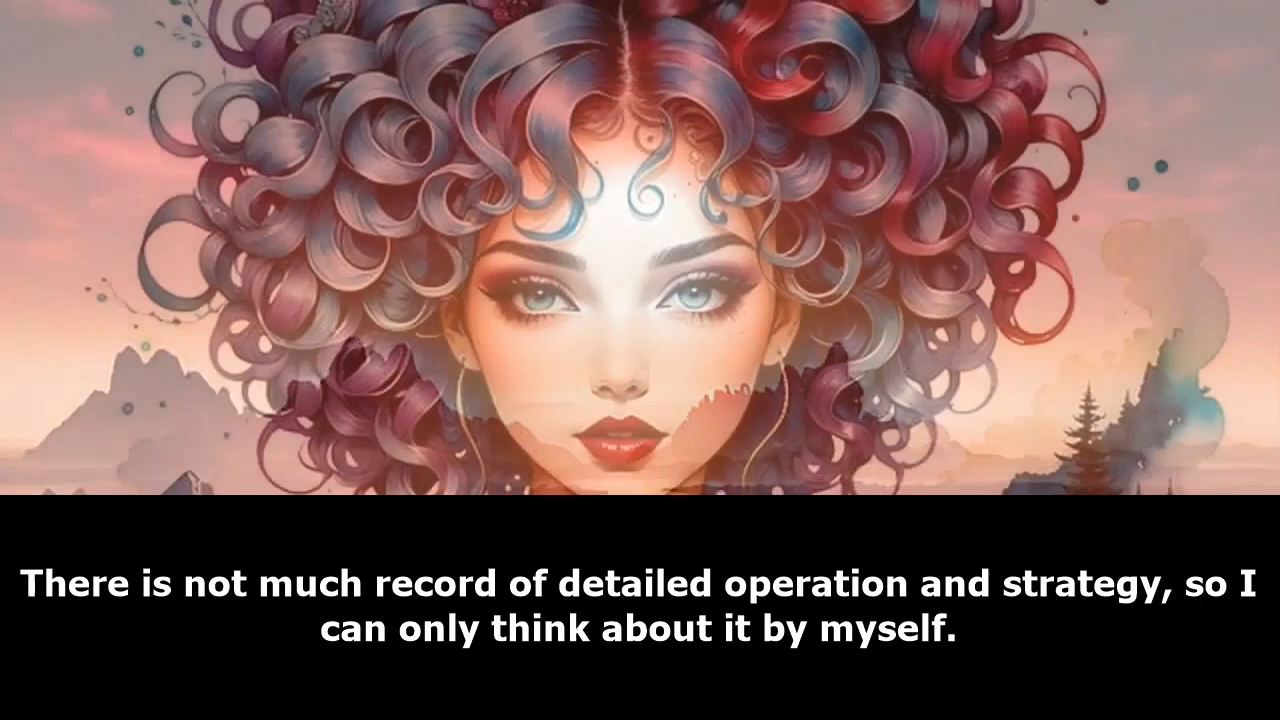 There is not much record of detailed operation and strategy, so I
can only think about it by myself.